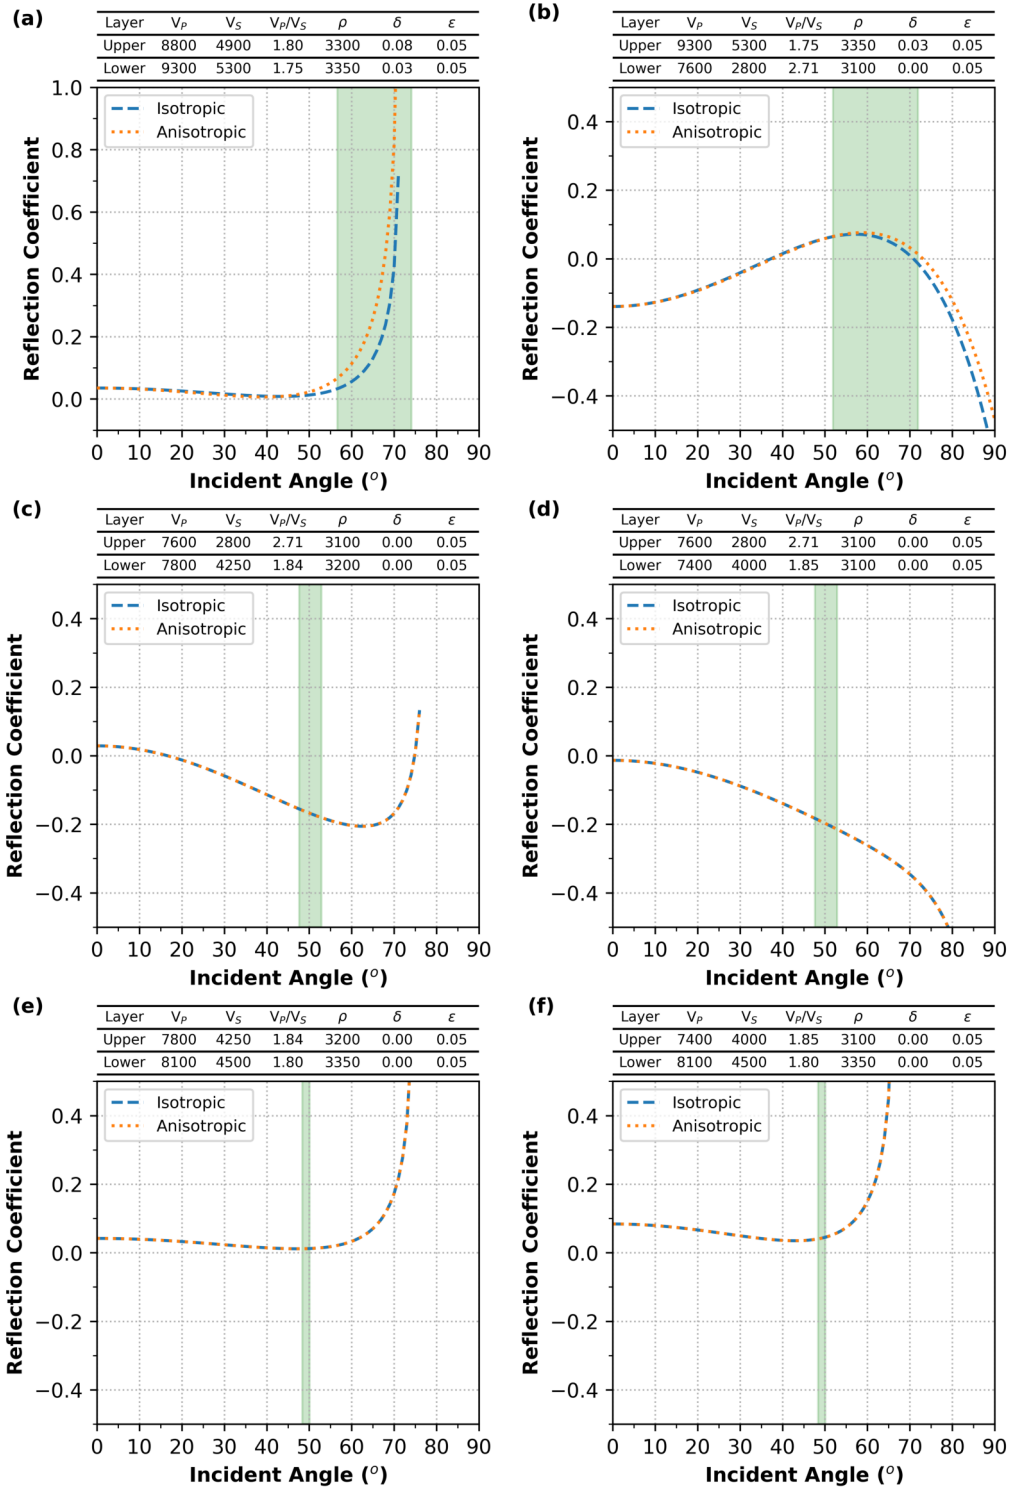 (a)
Layer V_P V_S V_P/V_S ρ δ ε
Upper 8800 4900 1.80 3300 0.08 0.05
Lower 9300 5300 1.75 3350 0.03 0.05
Isotropic
Anisotropic
1.0
0.8
0.6
0.4
0.2
0.0
Reflection Coefficient
0 10 20 30 40 50 60 70 80 90
Incident Angle (°)
(b)
Layer V_P V_S V_P/V_S ρ δ ε
Upper 9300 5300 1.75 3350 0.03 0.05
Lower 7600 2800 2.71 3100 0.00 0.05
Isotropic
Anisotropic
0.4
0.2
0.0
−0.2
−0.4
Reflection Coefficient
0 10 20 30 40 50 60 70 80 90
Incident Angle (°)
(c)
Layer V_P V_S V_P/V_S ρ δ ε
Upper 7600 2800 2.71 3100 0.00 0.05
Lower 7800 4250 1.84 3200 0.00 0.05
Isotropic
Anisotropic
0.4
0.2
0.0
−0.2
−0.4
Reflection Coefficient
0 10 20 30 40 50 60 70 80 90
Incident Angle (°)
(d)
Layer V_P V_S V_P/V_S ρ δ ε
Upper 7600 2800 2.71 3100 0.00 0.05
Lower 7400 4000 1.85 3100 0.00 0.05
Isotropic
Anisotropic
0.4
0.2
0.0
−0.2
−0.4
Reflection Coefficient
0 10 20 30 40 50 60 70 80 90
Incident Angle (°)
(e)
Layer V_P V_S V_P/V_S ρ δ ε
Upper 7800 4250 1.84 3200 0.00 0.05
Lower 8100 4500 1.80 3350 0.00 0.05
Isotropic
Anisotropic
0.4
0.2
0.0
−0.2
−0.4
Reflection Coefficient
0 10 20 30 40 50 60 70 80 90
Incident Angle (°)
(f)
Layer V_P V_S V_P/V_S ρ δ ε
Upper 7400 4000 1.85 3100 0.00 0.05
Lower 8100 4500 1.80 3350 0.00 0.05
Isotropic
Anisotropic
0.4
0.2
0.0
−0.2
−0.4
Reflection Coefficient
0 10 20 30 40 50 60 70 80 90
Incident Angle (°)